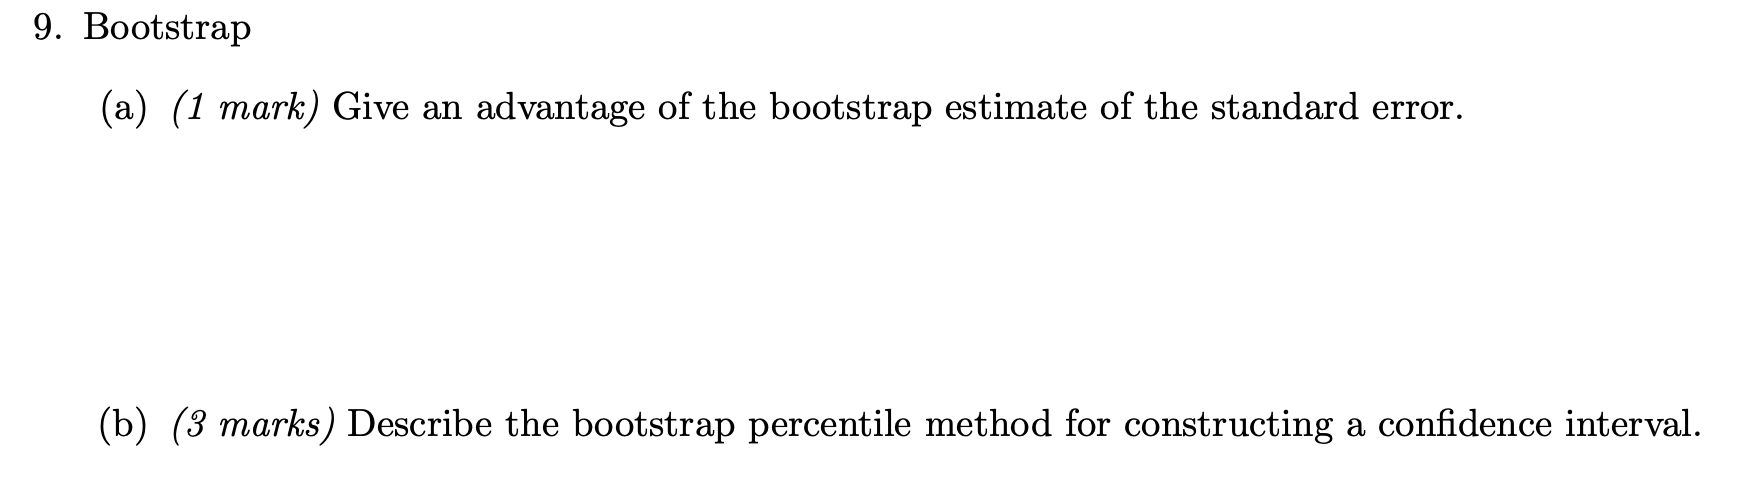 9. Bootstrap
(a) (1 mark) Give an advantage of the bootstrap estimate of the standard error.
(b) (3 marks) Describe the bootstrap percentile method for constructing a confidence interval.